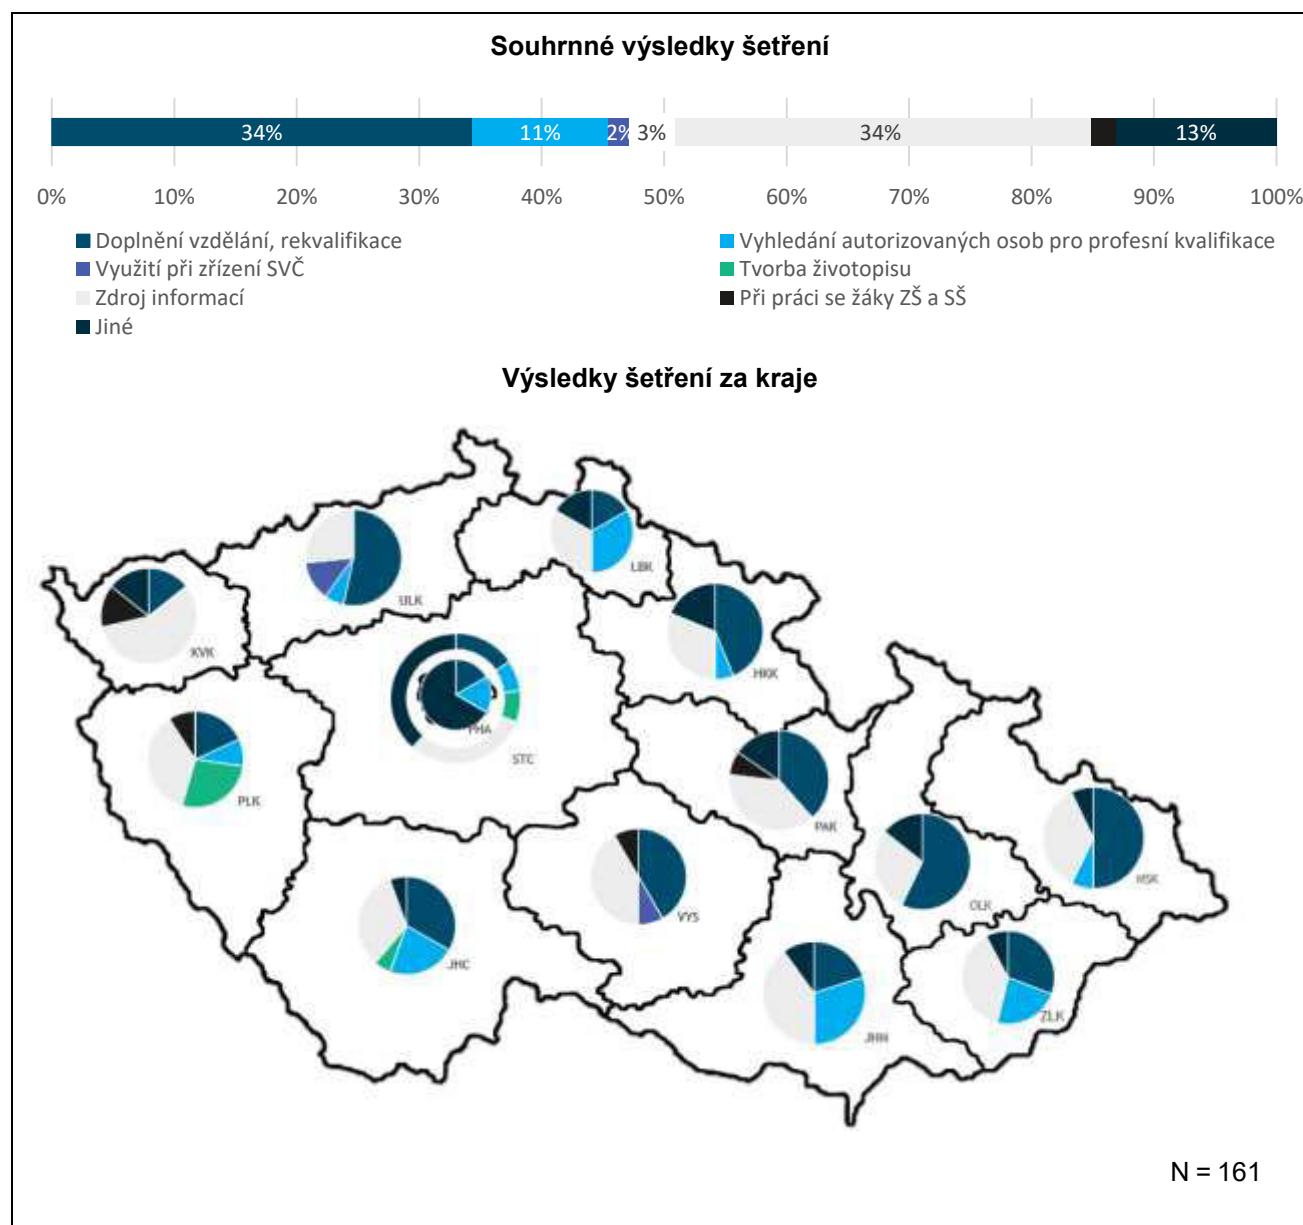 Souhrnné výsledky šetření
34% 11% 2% 3% 34% 13%
0% 10% 20% 30% 40% 50% 60% 70% 80% 90% 100%
Doplnění vzdělání, rekvalifikace Vyhledání autorizovaných osob pro profesní kvalifikace
Využití při zřízení SVČ Tvorba životopisu
Zdroj informací Při práci se žáky ZŠ a SŠ
Jiné
Výsledky šetření za kraje
LBK
ULK
KVK
HKK
PHA
STC
PLK
PAK
MSK
OLK
VYS
JHC
ZLK
JHM
N = 161